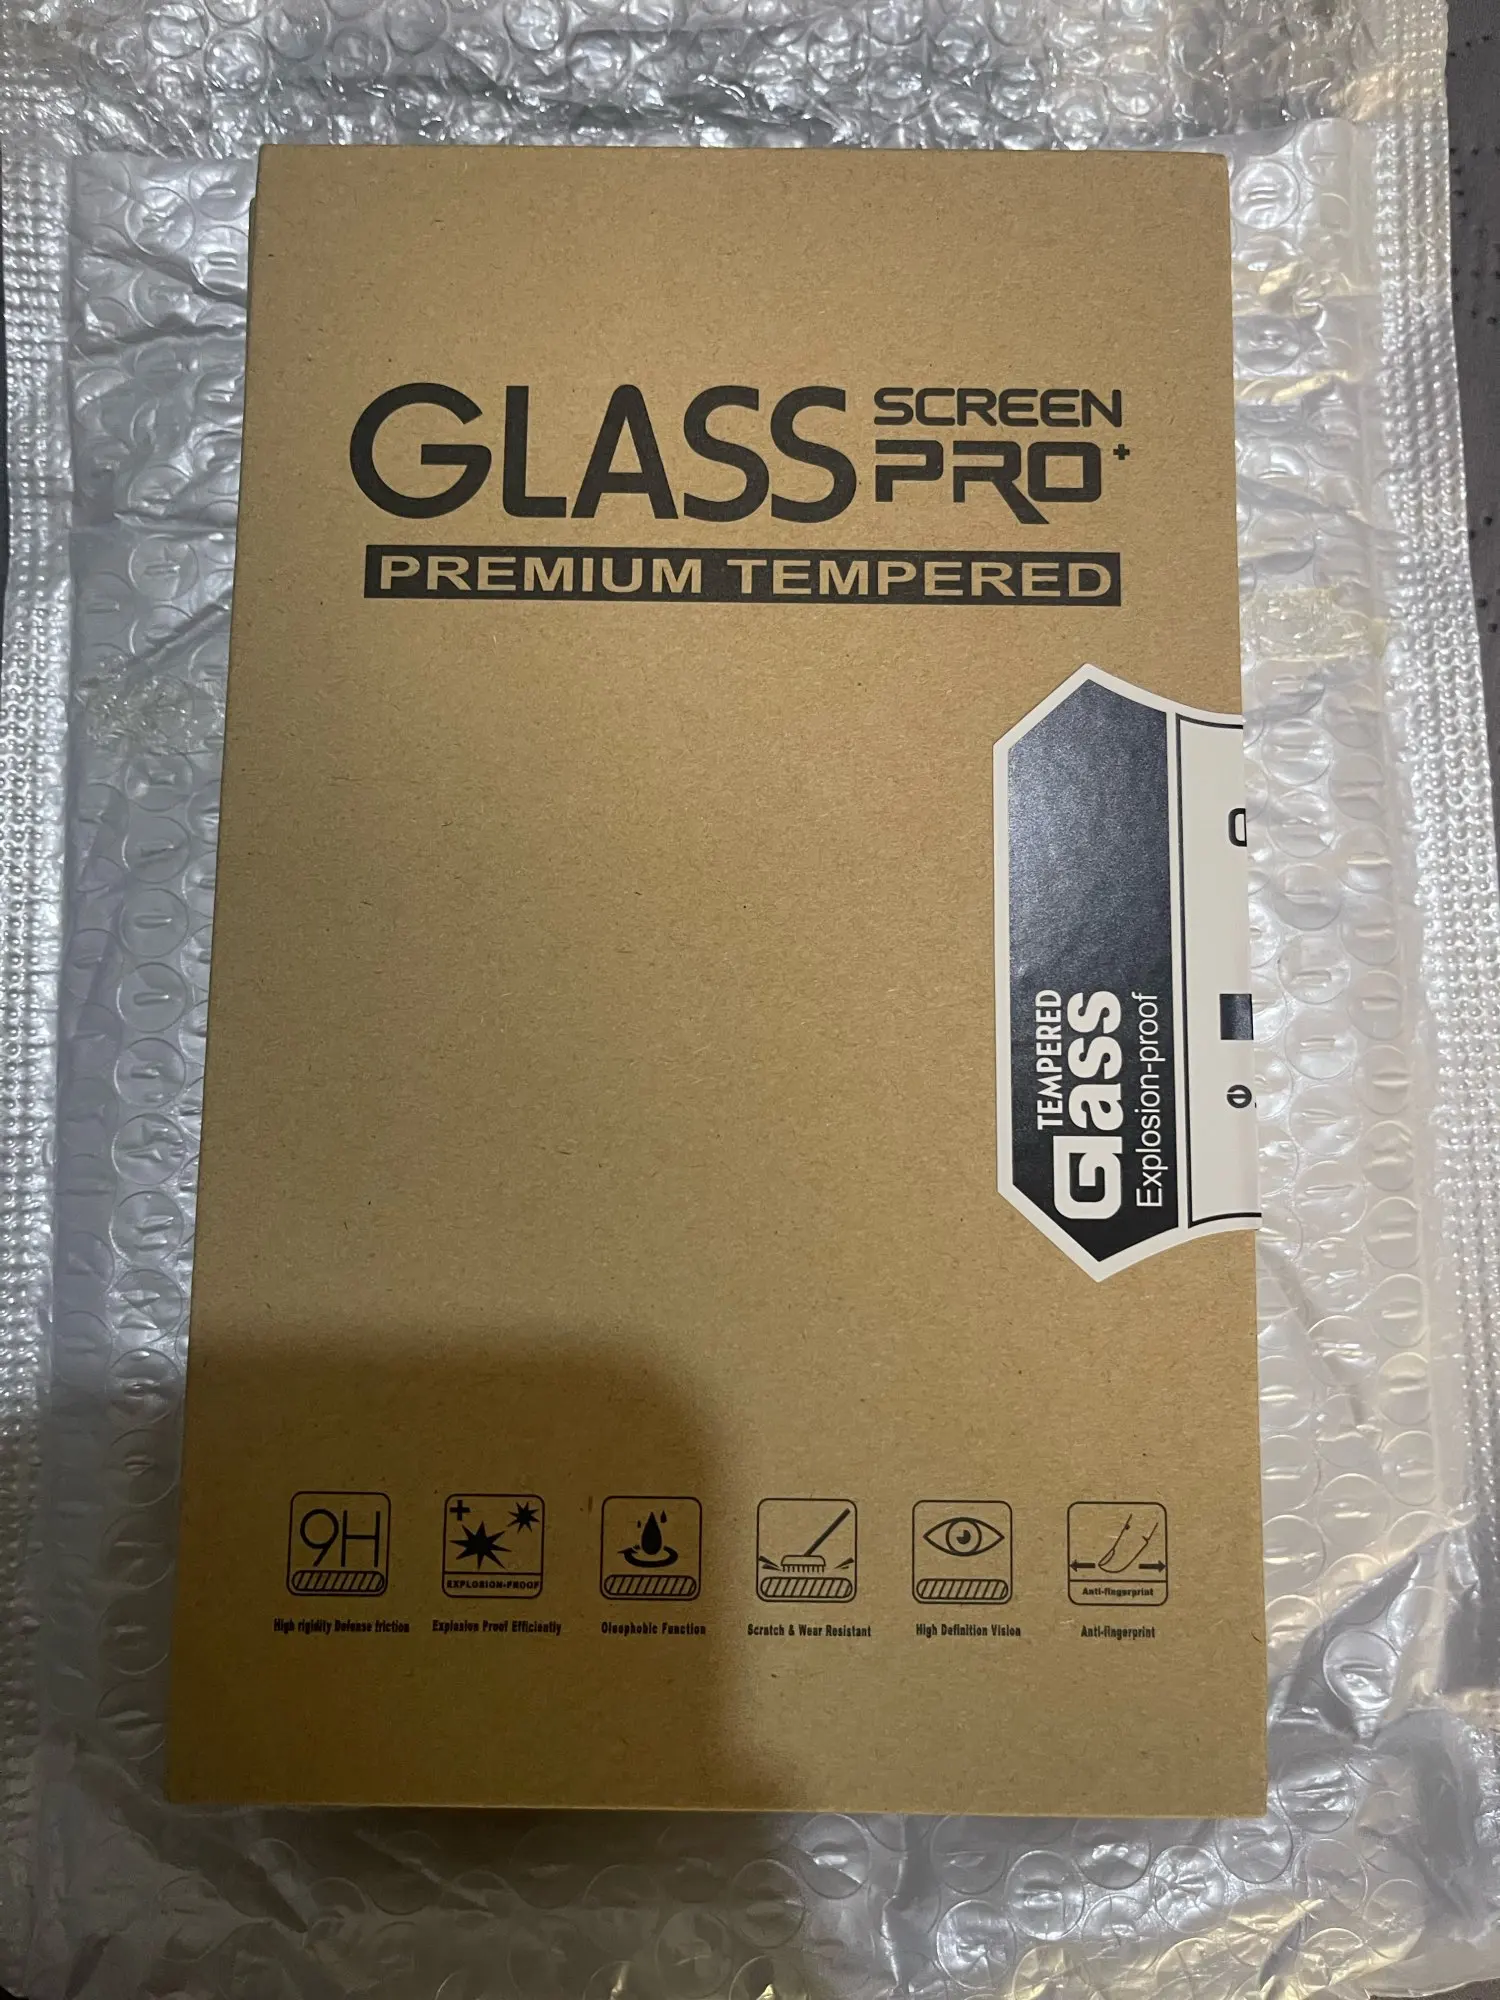 GLASS SCREEN
PRO+
PREMIUM TEMPERED
TEMPERED
Glass
Explosion-proof
9H
EXPLOSION-PROOF
Anti-fingerprint
High rigidity Defense friction
Explosion Proof Efficiently
Oleophobic Function
Scratch & Wear Resistant
High Definition Vision
Anti-fingerprint